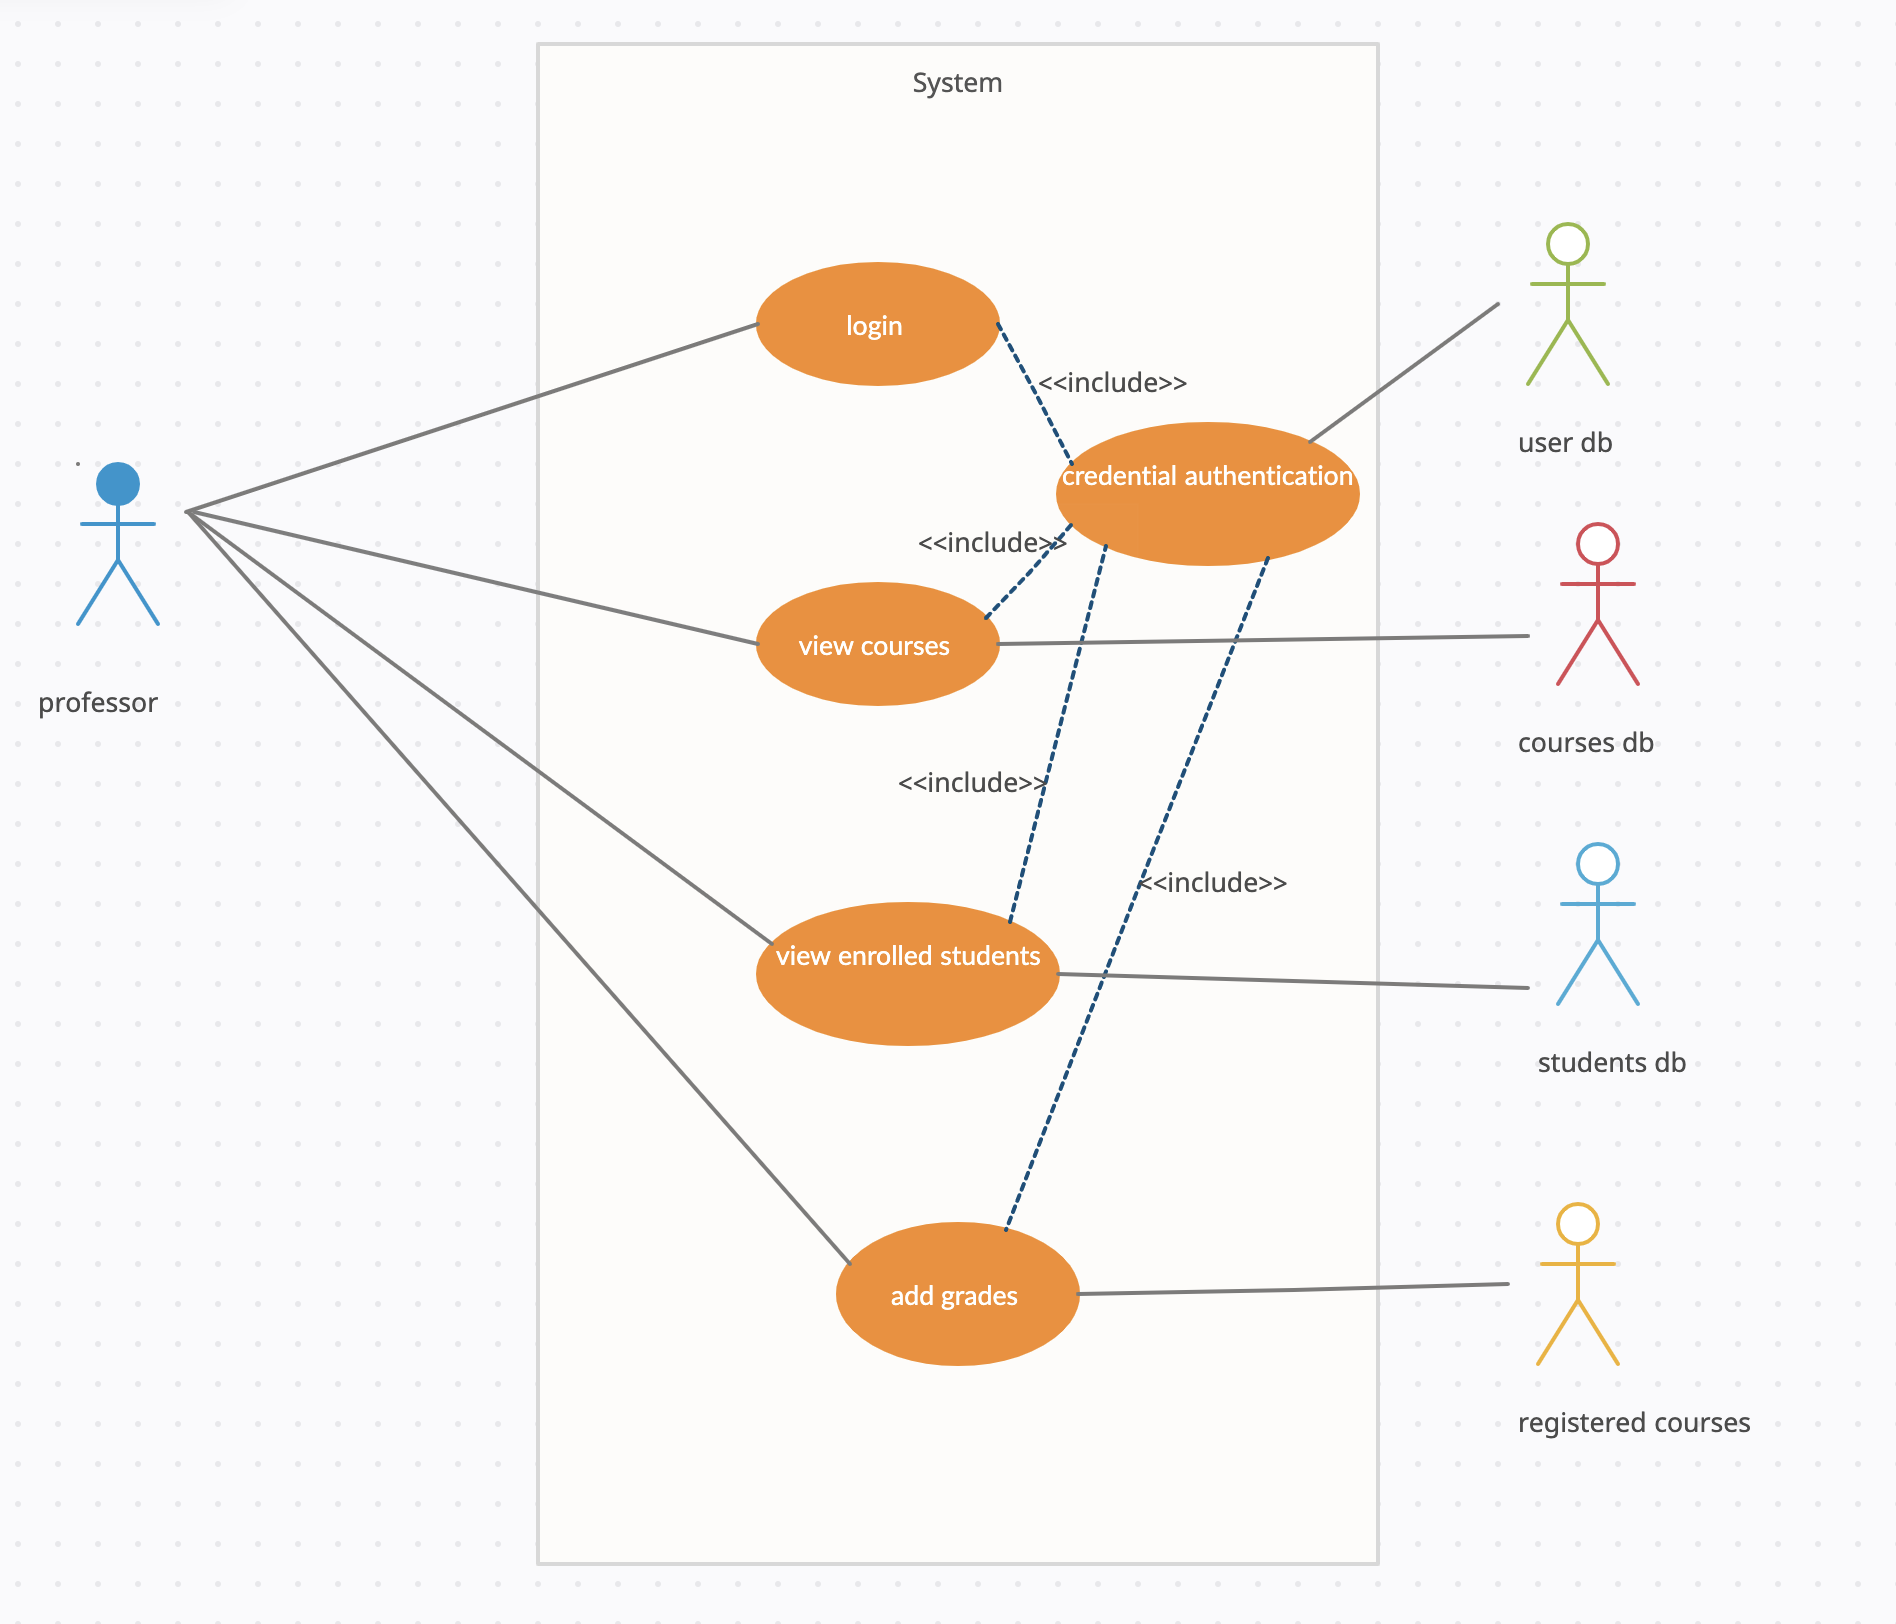 System
login
<<include>>
user db
credential authentication
<<include>>
view courses
professor
courses db
<<include>>
<<include>>
view enrolled students
students db
add grades
registered courses